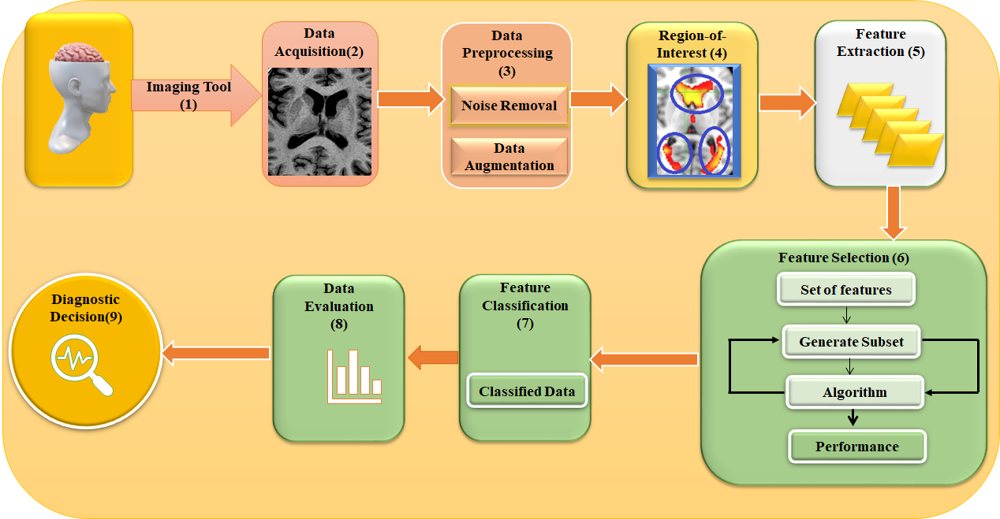 Imaging Tool
(1)
Data
Acquisition(2)
Data
Preprocessing
(3)
Noise Removal
Data
Augmentation
Region-of-
Interest (4)
Feature
Extraction (5)
Feature Selection (6)
Set of features
Generate Subset
Algorithm
Performance
Feature
Classification
(7)
Classified Data
Data
Evaluation
(8)
Diagnostic
Decision(9)